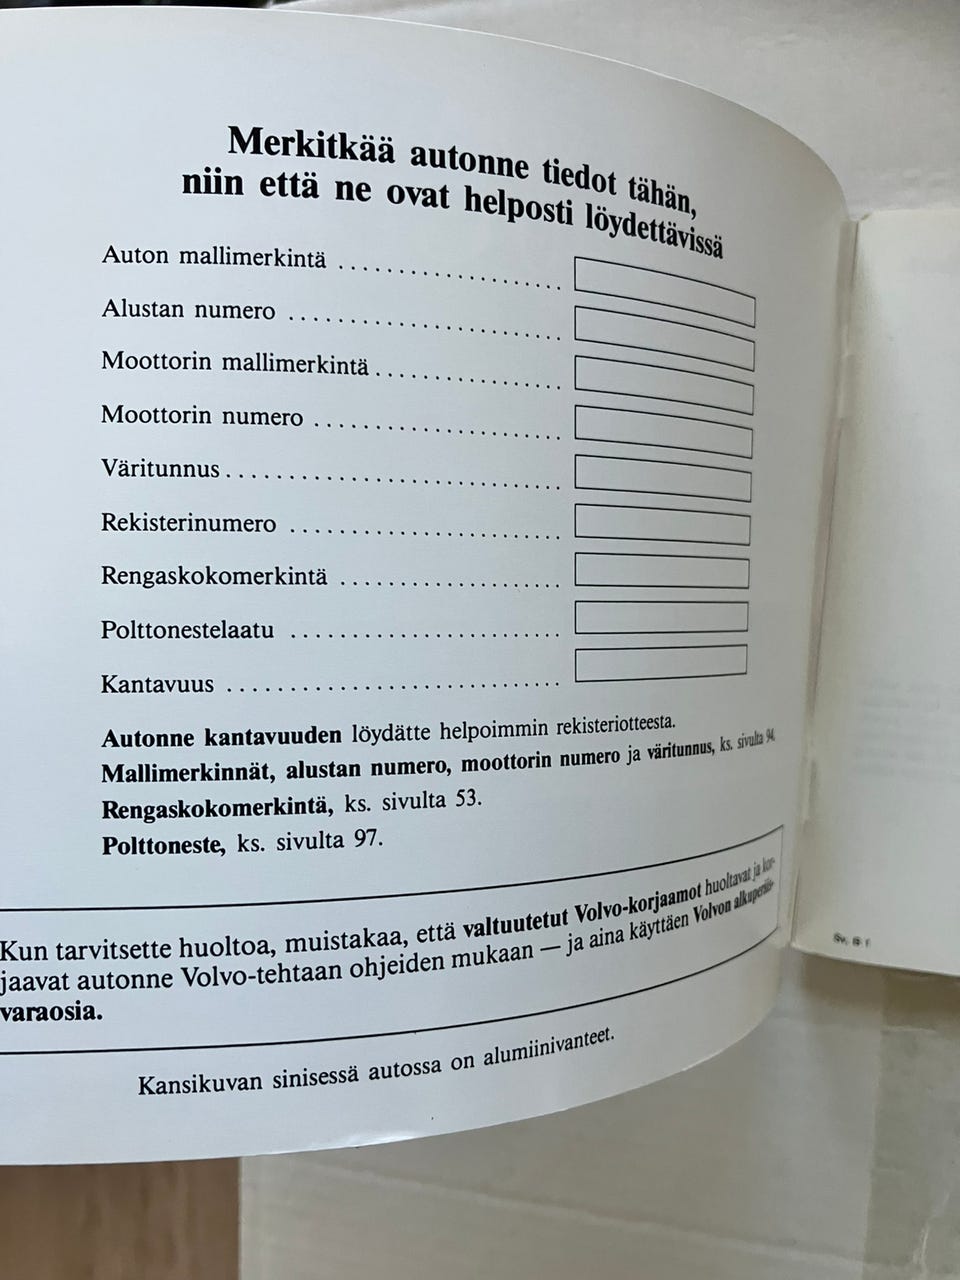 Merkitkää autonne tiedot tähän,
niin että ne ovat helposti löydettävissä
Auton mallimerkintä ....................
Alustan numero ........................
Moottorin mallimerkintä .................
Moottorin numero ......................
Väritunnus ..............................
Rekisterinumero ........................
Rengaskokomerkintä ...................
Polttonestelaatu ........................
Kantavuus ..............................
Autonne kantavuuden löydätte helpoimmin rekisteriotteesta.
Mallimerkinnät, alustan numero, moottorin numero ja väritunnus, ks. sivulta 94.
Rengaskokomerkintä, ks. sivulta 53.
Polttoneste, ks. sivulta 97.
Kun tarvitsette huoltoa, muistakaa, että valtuutetut Volvo-korjaamot huoltavat ja kor-
jaavat autonne Volvo-tehtaan ohjeiden mukaan — ja aina käyttäen Volvon alkuperäis-
varaosia.
Kansikuvan sinisessä autossa on alumiinivanteet.